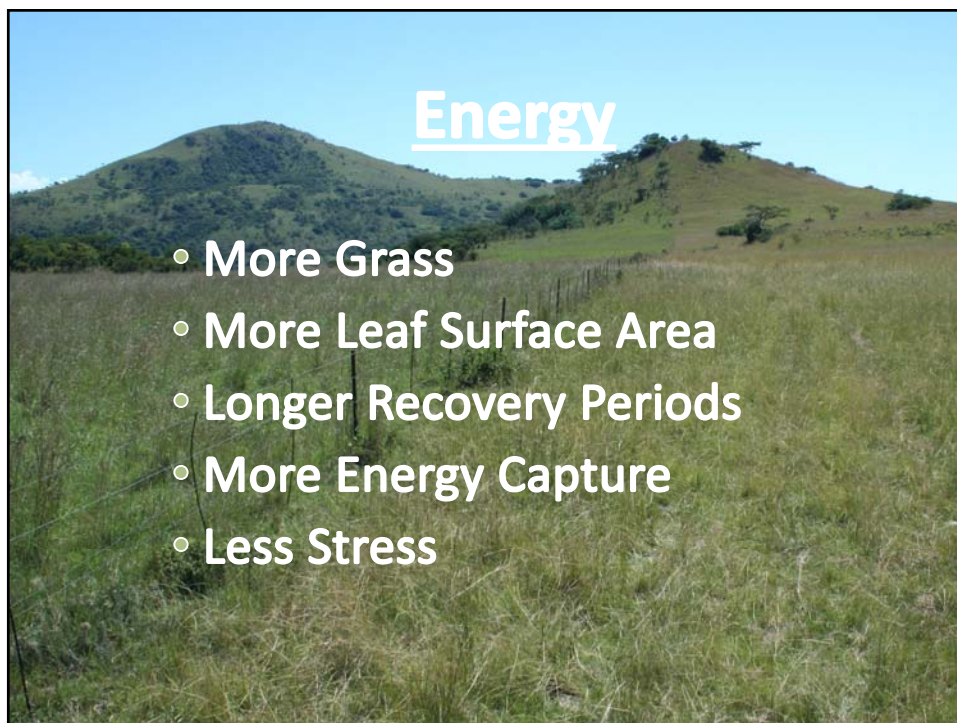 Energy
• More Grass
• More Leaf Surface Area
• Longer Recovery Periods
• More Energy Capture
• Less Stress